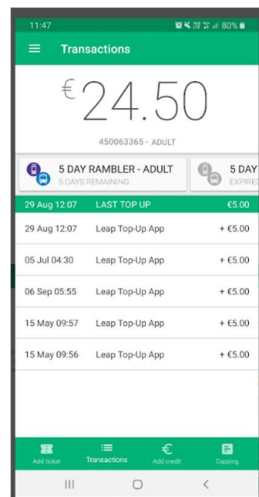 11:47 80%
Transactions
€24.50
450063365 - ADULT
5 DAY RAMBLER - ADULT
5 DAYS REMAINING
5 DAY
EXPIRED
29 Aug 12:07 LAST TOP UP €5.00
29 Aug 12:07 Leap Top-Up App + €5.00
05 Jul 04:30 Leap Top-Up App + €5.00
06 Sep 05:55 Leap Top-Up App + €5.00
15 May 09:57 Leap Top-Up App + €5.00
15 May 09:56 Leap Top-Up App + €5.00
Add ticket Transactions Add credit Capping